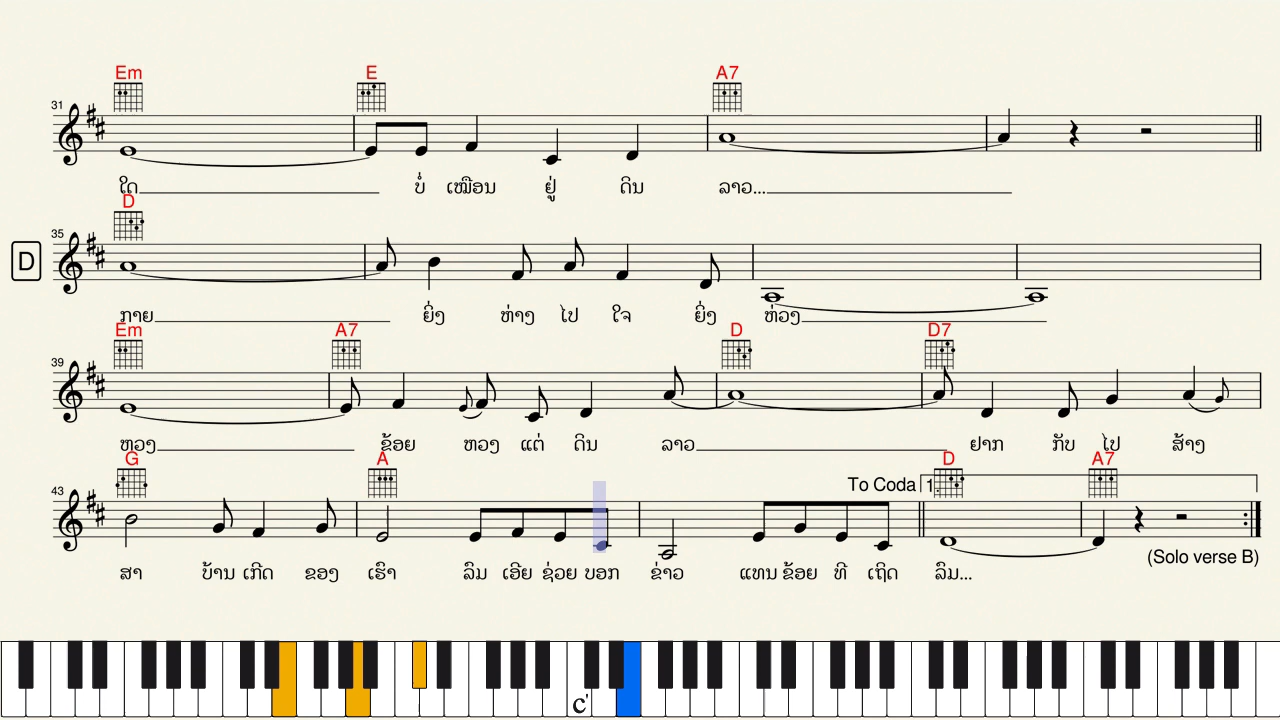 Em E A7
31
ໃດ ບໍ່ ເໝືອນ ຢູ່ ດິນ ລາວ...
D
35
D
ກາຍ ຍິ່ງ ຫ່າງ ໄປ ໃຈ ຍິ່ງ ຫ່ວງ
Em A7 D D7
39
ຫວງ ຂ້ອຍ ຫວງ ແຕ່ ດິນ ລາວ ຢາກ ກັບ ໄປ ສ້າງ
G A D A7
43
To Coda 1
(Solo verse B)
ສາ ບ້ານ ເກີດ ຂອງ ເຮົາ ລົມ ເອີຍ ຊ່ວຍ ບອກ ຂ່າວ ແທນ ຂ້ອຍ ທີ ເຖິດ ລົມ...
c'